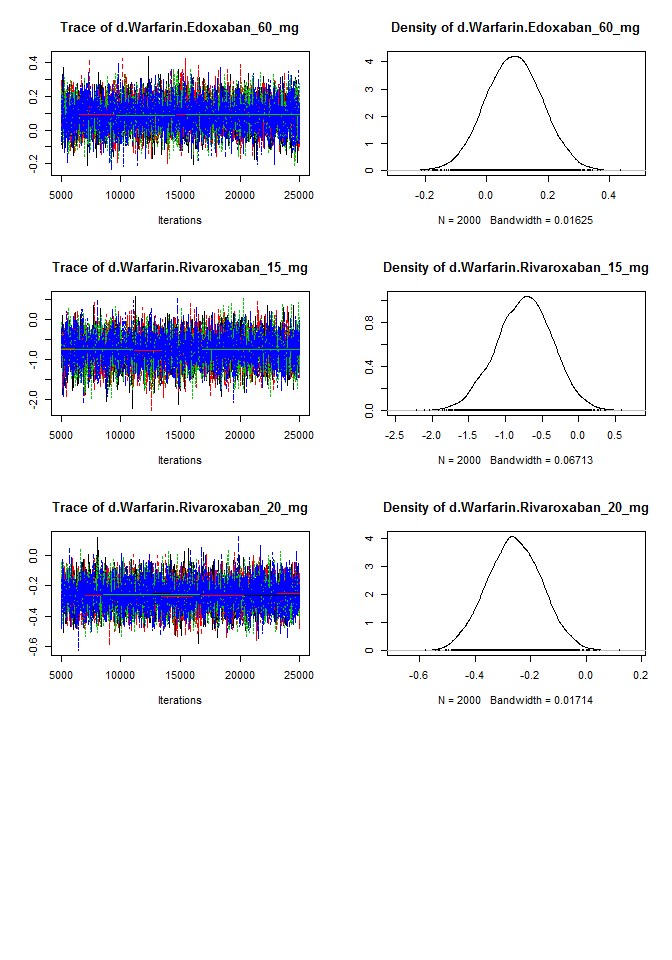 Trace of d.Warfarin.Edoxaban_60_mg
0.4
0.2
0.0
-0.2
5000 10000 15000 20000 25000
Iterations
Density of d.Warfarin.Edoxaban_60_mg
4
3
2
1
0
-0.2 0.0 0.2 0.4
N = 2000 Bandwidth = 0.01625
Trace of d.Warfarin.Rivaroxaban_15_mg
0.0
-1.0
-2.0
5000 10000 15000 20000 25000
Iterations
Density of d.Warfarin.Rivaroxaban_15_mg
0.8
0.4
0.0
-2.5 -2.0 -1.5 -1.0 -0.5 0.0 0.5
N = 2000 Bandwidth = 0.06713
Trace of d.Warfarin.Rivaroxaban_20_mg
0.0
-0.2
-0.4
-0.6
5000 10000 15000 20000 25000
Iterations
Density of d.Warfarin.Rivaroxaban_20_mg
4
3
2
1
0
-0.6 -0.4 -0.2 0.0 0.2
N = 2000 Bandwidth = 0.01714